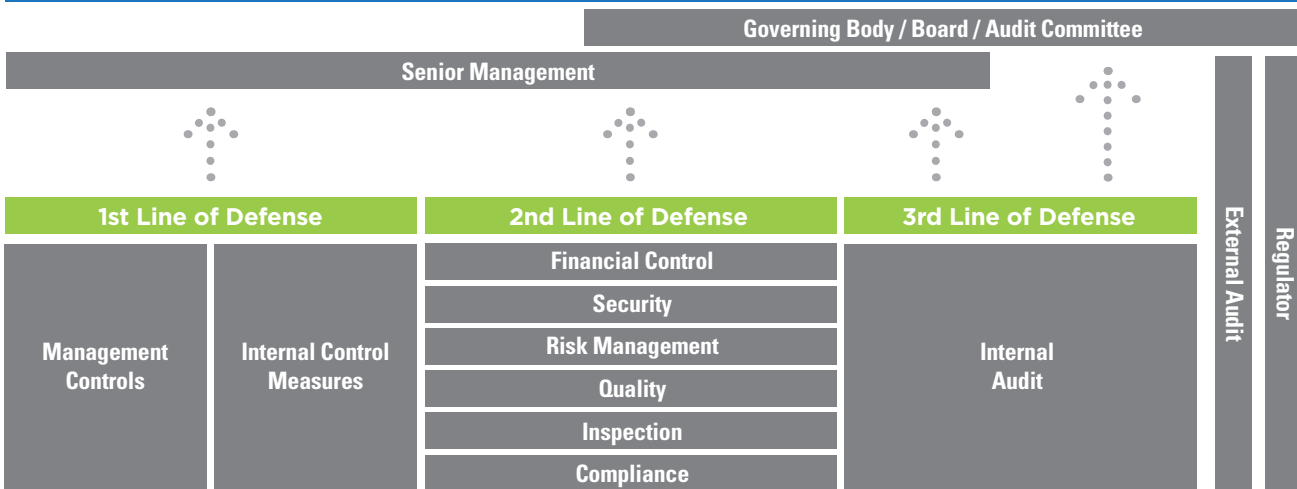 Governing Body / Board / Audit Committee
Senior Management
1st Line of Defense
2nd Line of Defense
3rd Line of Defense
Management
Controls
Internal Control
Measures
Financial Control
Security
Risk Management
Quality
Inspection
Compliance
Internal
Audit
External Audit
Regulator